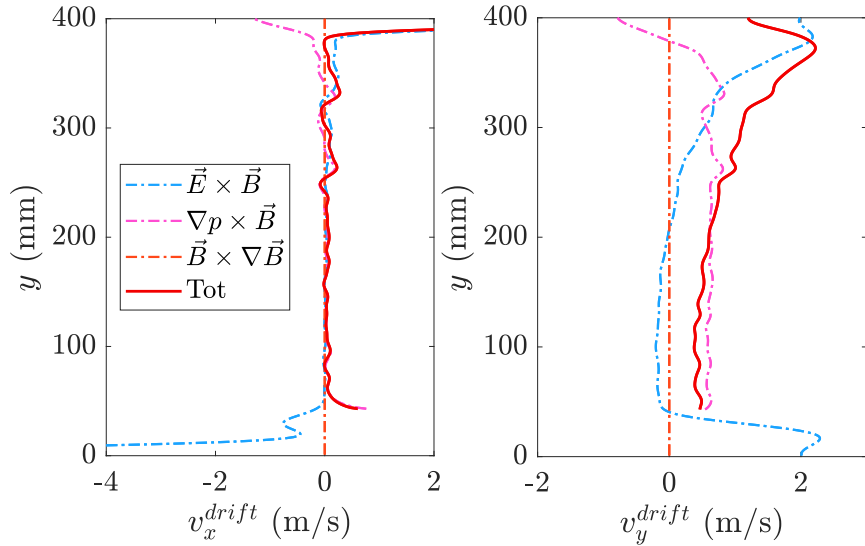 400
300
200
100
0
y (mm)
E⃗ × B⃗
∇p × B⃗
B⃗ × ∇B⃗
Tot
-4 -2 0 2
v_x^{drift} (m/s)
400
300
200
100
0
y (mm)
-2 0 2
v_y^{drift} (m/s)